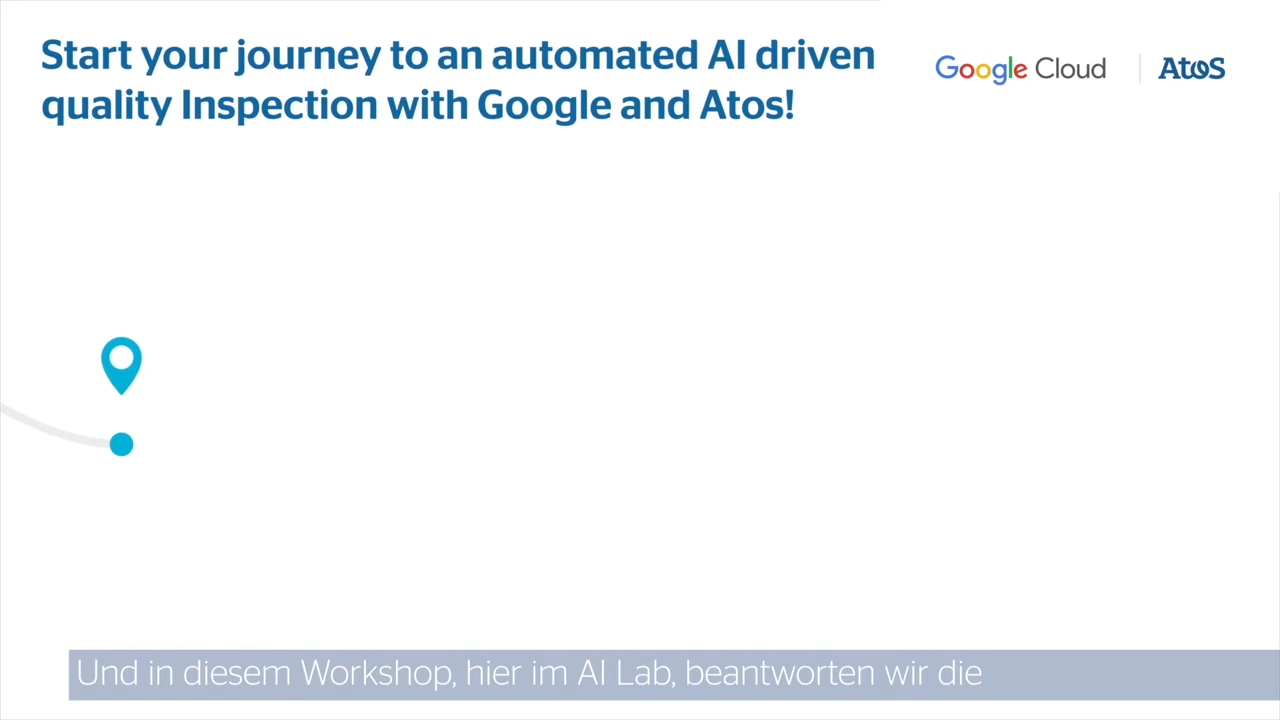 Start your journey to an automated AI driven
quality Inspection with Google and Atos!
Google Cloud
Atos
Und in diesem Workshop, hier im AI Lab, beantworten wir die